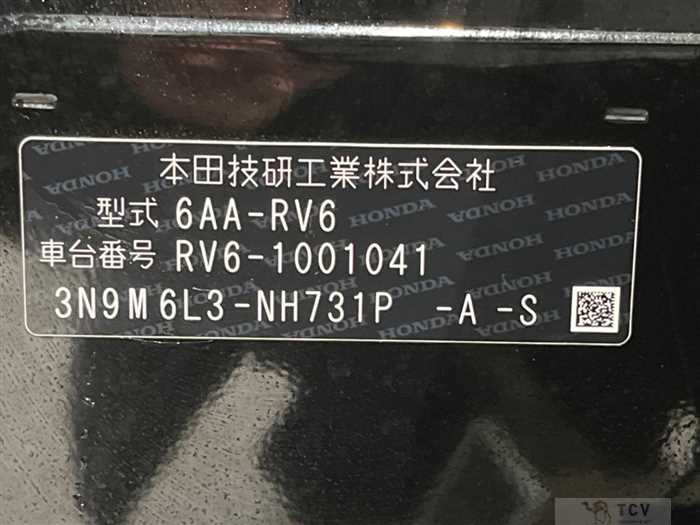 本田技研工業株式会社
型式 6AA-RV6
車台番号 RV6-1001041
3N9M6L3-NH731P -A -S
TCV